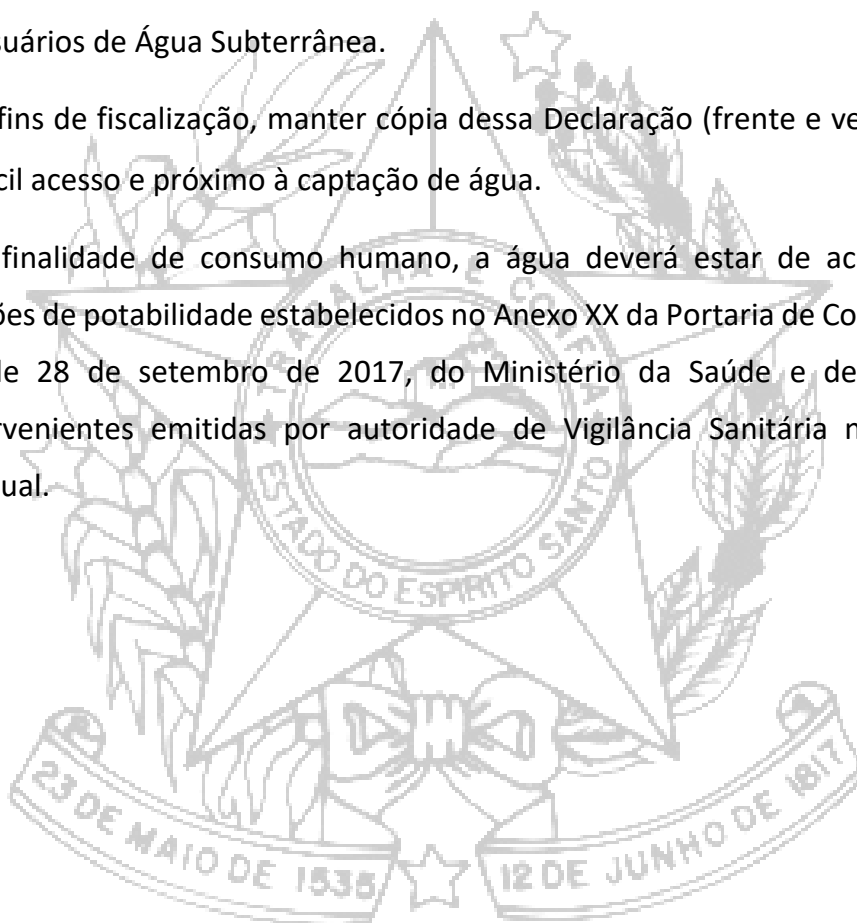 suários de Água Subterrânea.
fins de fiscalização, manter cópia dessa Declaração (frente e ve
cil acesso e próximo à captação de água.
finalidade de consumo humano, a água deverá estar de ac
ões de potabilidade estabelecidos no Anexo XX da Portaria de Co
de 28 de setembro de 2017, do Ministério da Saúde e de
rvenientes emitidas por autoridade de Vigilância Sanitária n
ual.
TRABALHA E CONFIA
ESTADO DO ESPIRITO SANTO
23 DE MAIO DE 1535
12 DE JUNHO DE 1817